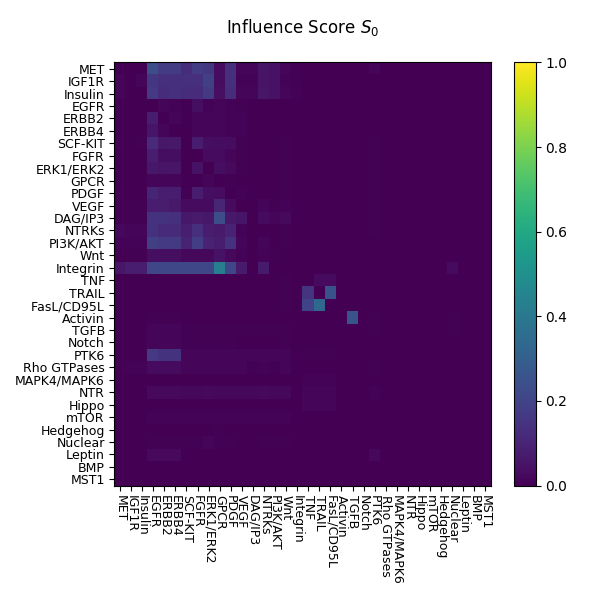 Influence Score S₀
MET
IGF1R
Insulin
EGFR
ERBB2
ERBB4
SCF-KIT
FGFR
ERK1/ERK2
GPCR
PDGF
VEGF
DAG/IP3
NTRKs
PI3K/AKT
Wnt
Integrin
TNF
TRAIL
FasL/CD95L
Activin
TGFB
Notch
PTK6
Rho GTPases
MAPK4/MAPK6
NTR
Hippo
mTOR
Hedgehog
Nuclear
Leptin
BMP
MST1
MET
IGF1R
Insulin
EGFR
ERBB2
ERBB4
SCF-KIT
FGFR
ERK1/ERK2
GPCR
PDGF
VEGF
DAG/IP3
NTRKs
PI3K/AKT
Wnt
Integrin
TNF
TRAIL
FasL/CD95L
Activin
TGFB
Notch
PTK6
Rho GTPases
MAPK4/MAPK6
NTR
Hippo
mTOR
Hedgehog
Nuclear
Leptin
BMP
MST1
1.0
0.8
0.6
0.4
0.2
0.0